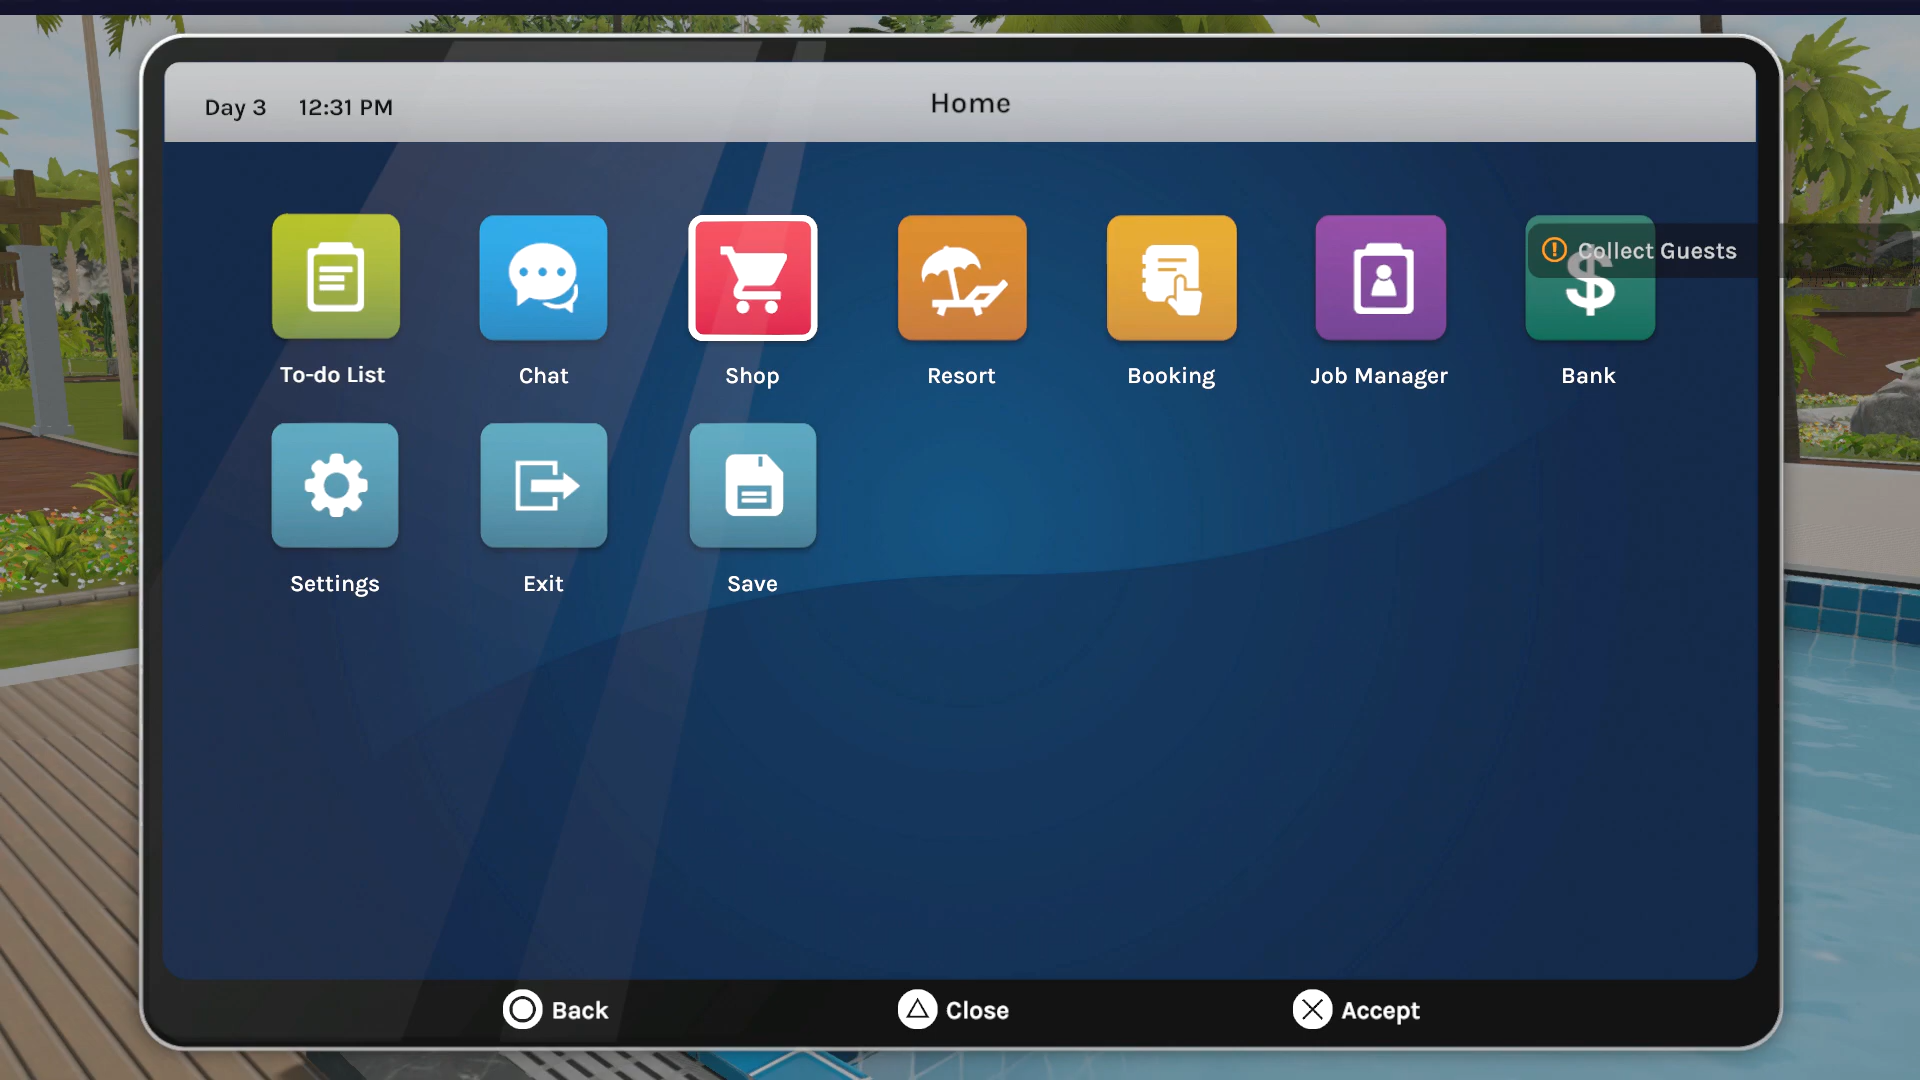 Day 3 12:31 PM
Home
Collect Guests
To-do List
Chat
Shop
Resort
Booking
Job Manager
Bank
Settings
Exit
Save
Back
Close
Accept